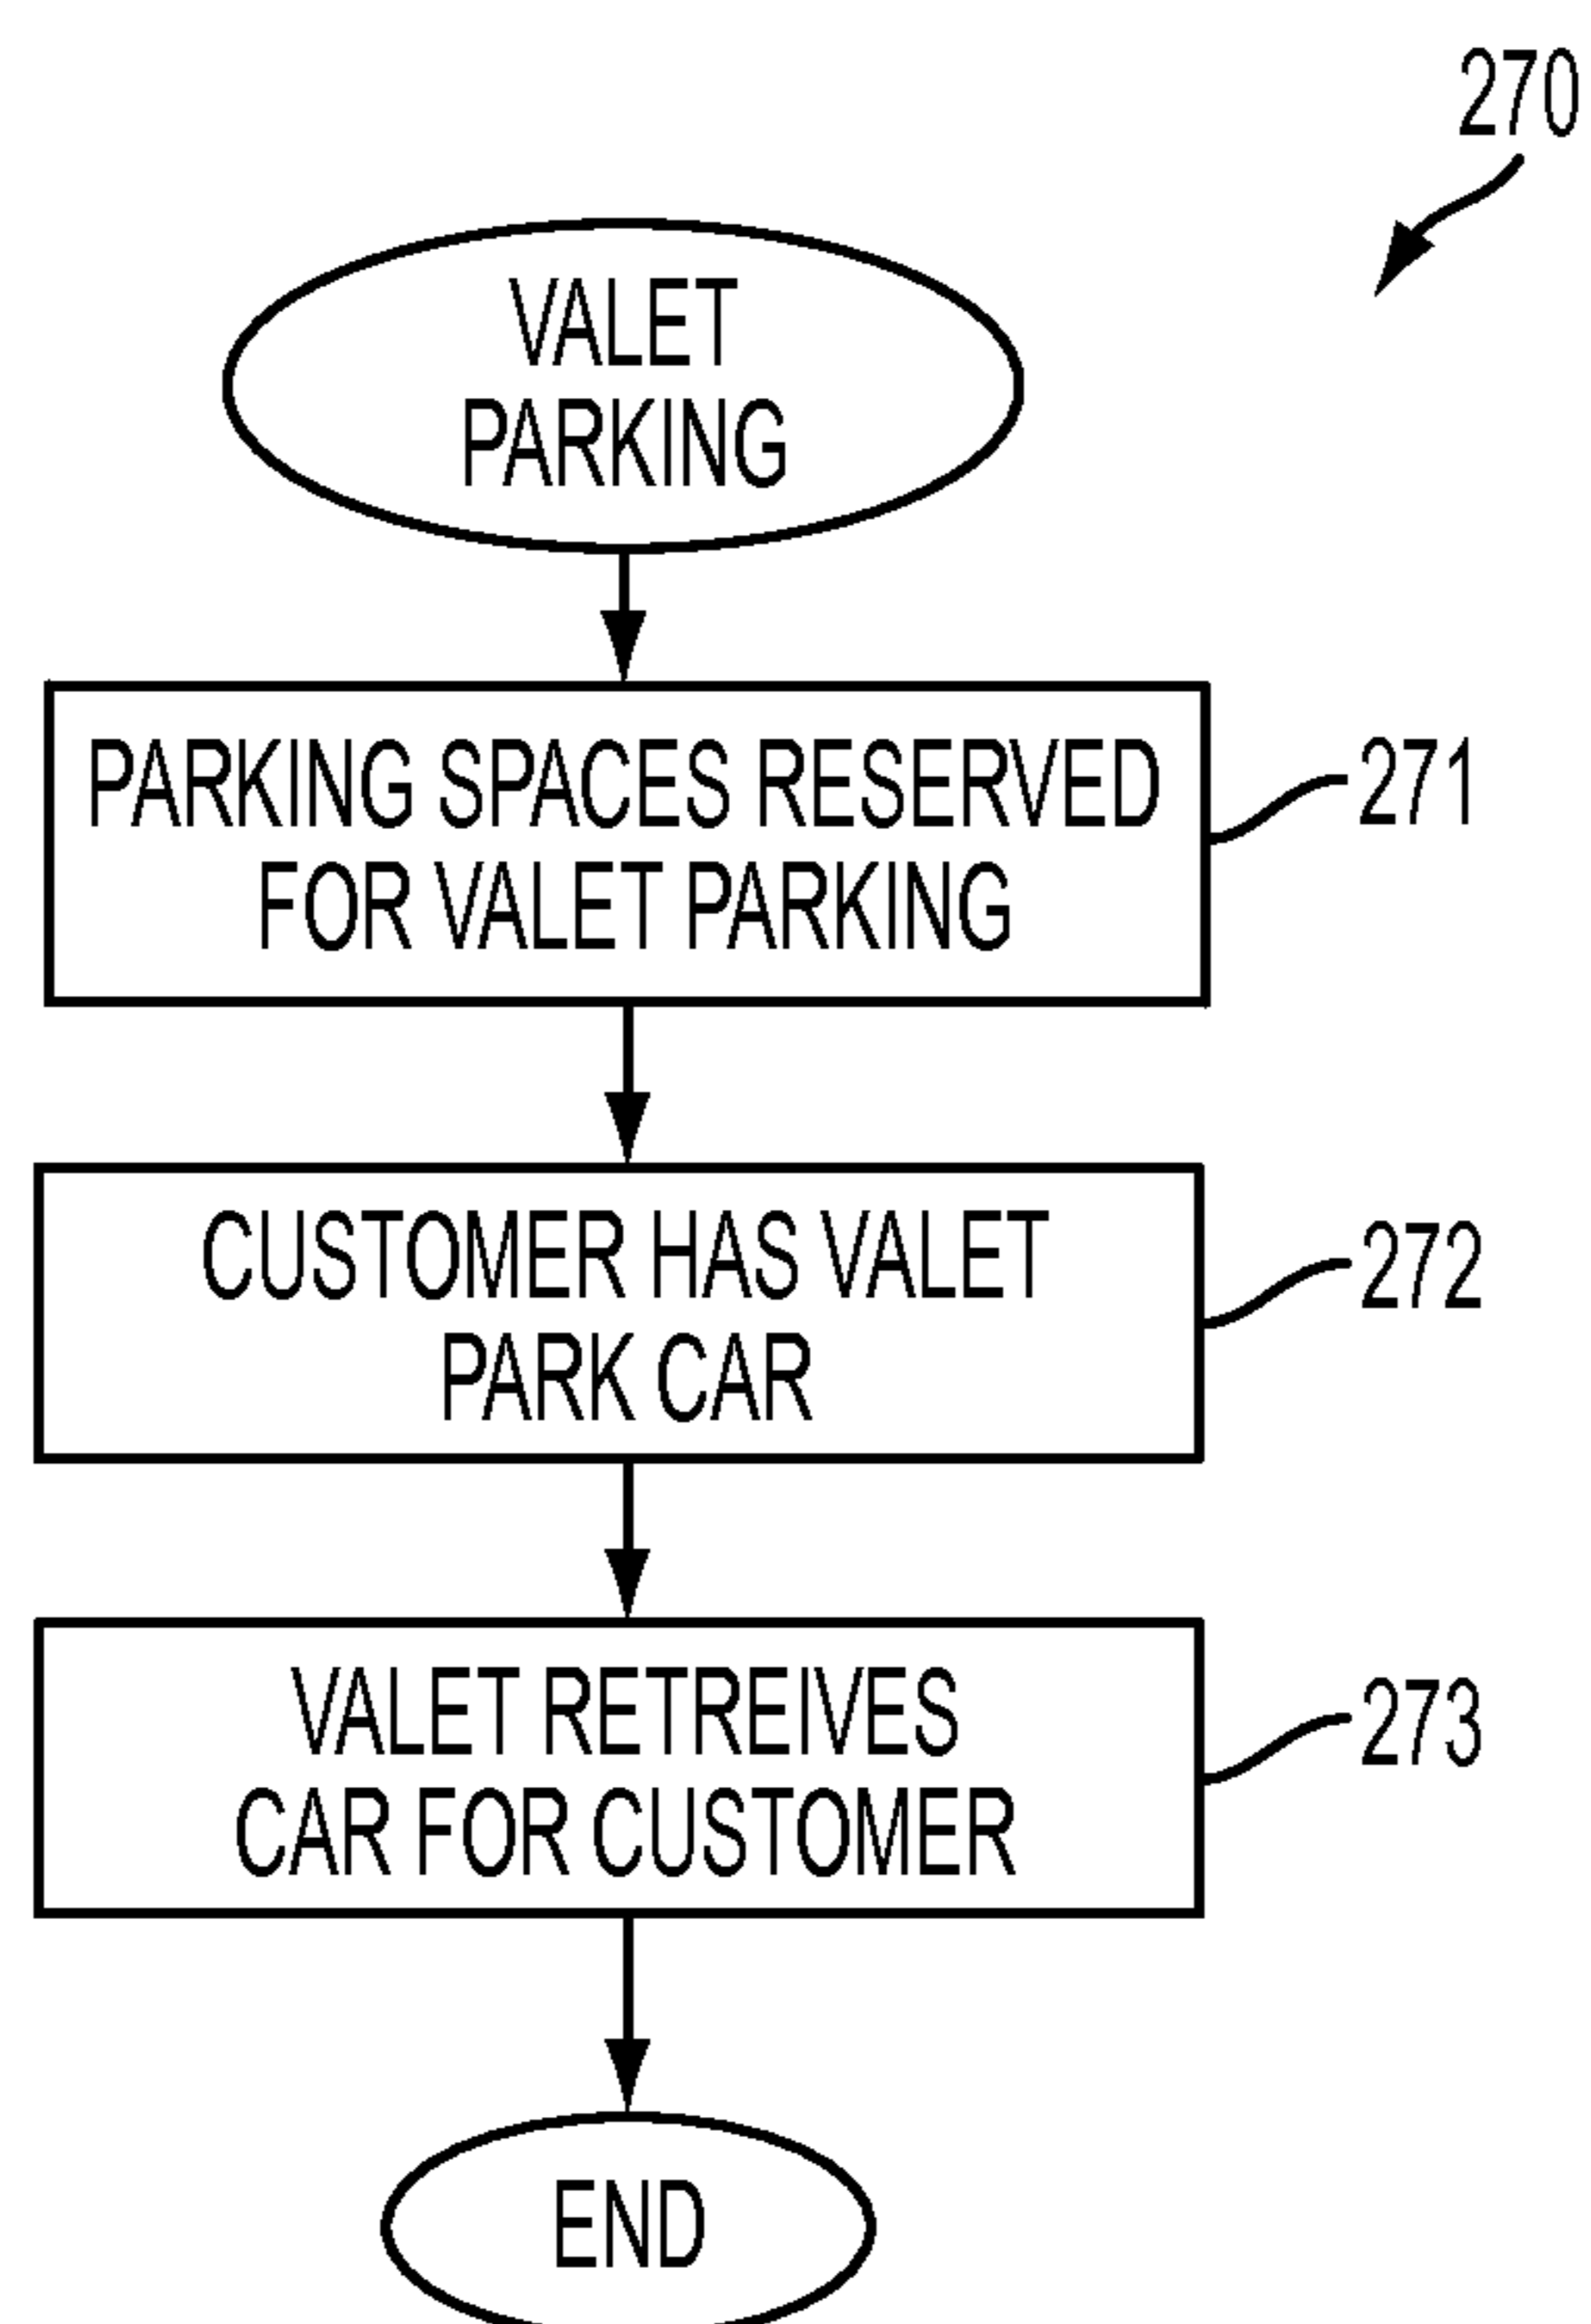 270
VALET
PARKING
PARKING SPACES RESERVED
FOR VALET PARKING
271
CUSTOMER HAS VALET
PARK CAR
272
VALET RETREIVES
CAR FOR CUSTOMER
273
END